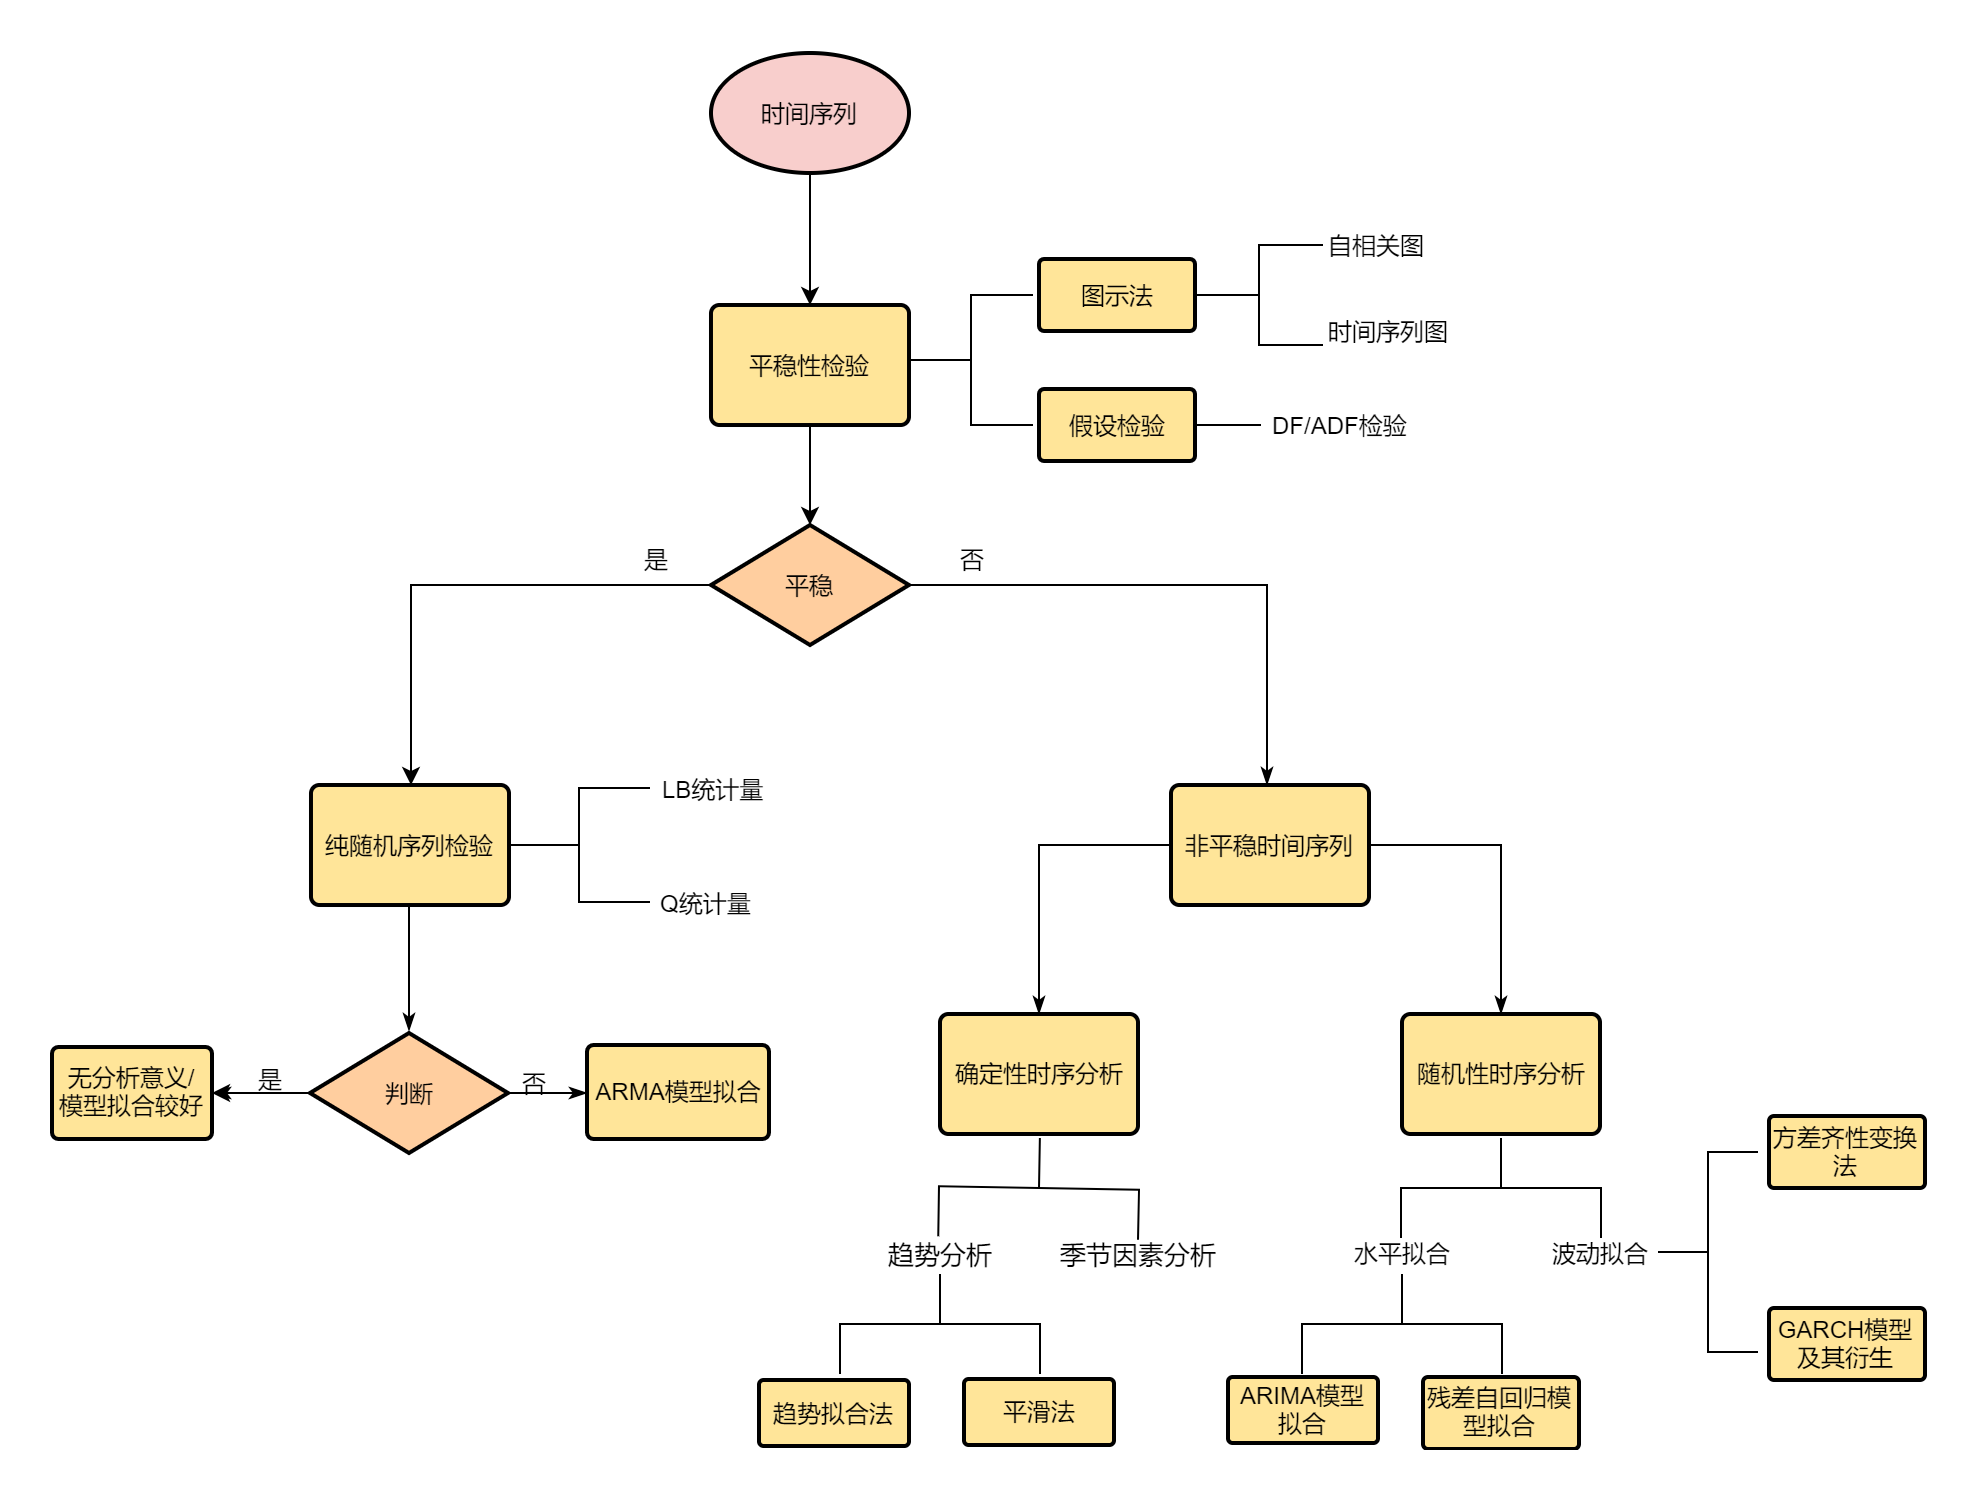 时间序列
自相关图
图示法
时间序列图
平稳性检验
假设检验
DF/ADF检验
是
否
平稳
LB统计量
纯随机序列检验
非平稳时间序列
Q统计量
无分析意义/
模型拟合较好
是
判断
否
ARMA模型拟合
确定性时序分析
随机性时序分析
方差齐性变换
法
趋势分析
季节因素分析
水平拟合
波动拟合
GARCH模型
及其衍生
趋势拟合法
平滑法
ARIMA模型
拟合
残差自回归模
型拟合